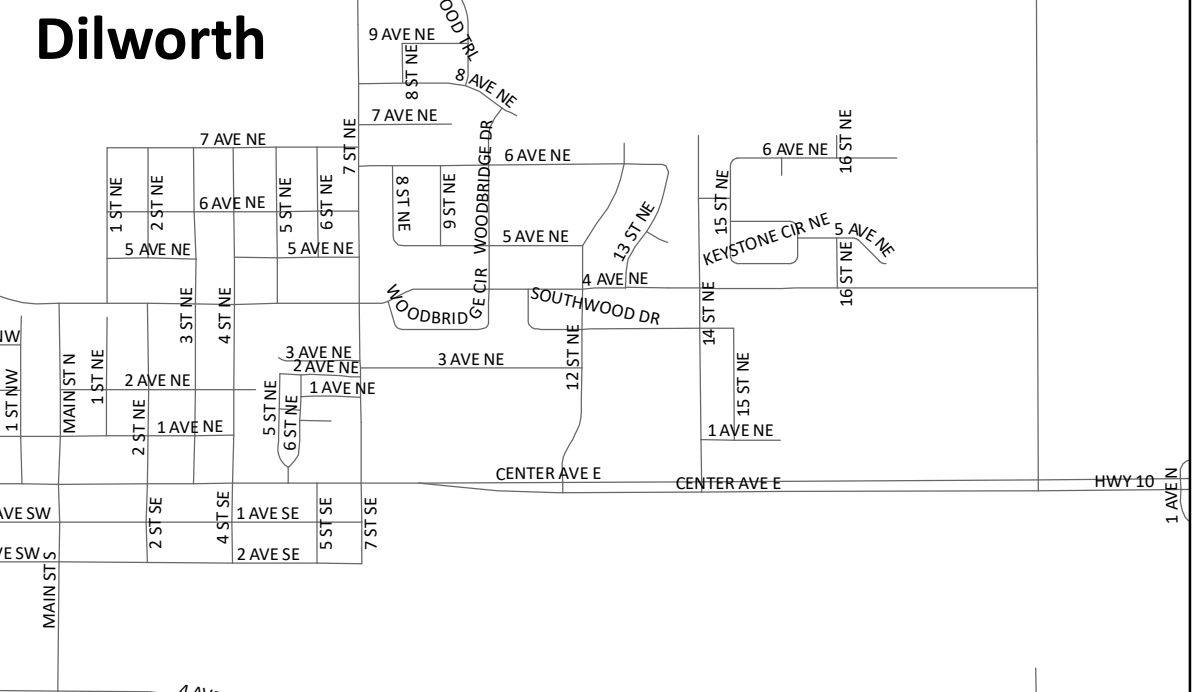 Dilworth
OOD TRL
9 AVE NE
8 ST NE
8 AVE NE
7 AVE NE
7 ST NE
7 AVE NE
WOODBRIDGE DR
6 AVE NE
6 AVE NE
16 ST NE
1 ST NE
2 ST NE
6 AVE NE
5 ST NE
6 ST NE
8 ST NE
9 ST NE
13 ST NE
15 ST NE
KEYSTONE CIR NE
5 AVE NE
5 AVE NE
5 AVE NE
5 AVE NE
16 ST NE
4 AVE NE
WOODBRIDGE CIR
SOUTHWOOD DR
14 ST NE
3 ST NE
4 ST NE
NW
1 ST NW
MAIN ST N
1 ST NE
3 AVE NE
2 AVE NE
3 AVE NE
12 ST NE
2 AVE NE
1 AVE NE
15 ST NE
5 ST NE
6 ST NE
2 ST NE
1 AVE NE
1 AVE NE
CENTER AVE E
CENTER AVE E
HWY 10
1 AVE N
AVE SW
2 ST SE
4 ST SE
1 AVE SE
5 ST SE
7 ST SE
VE SW
2 AVE SE
MAIN ST S
4 AVE